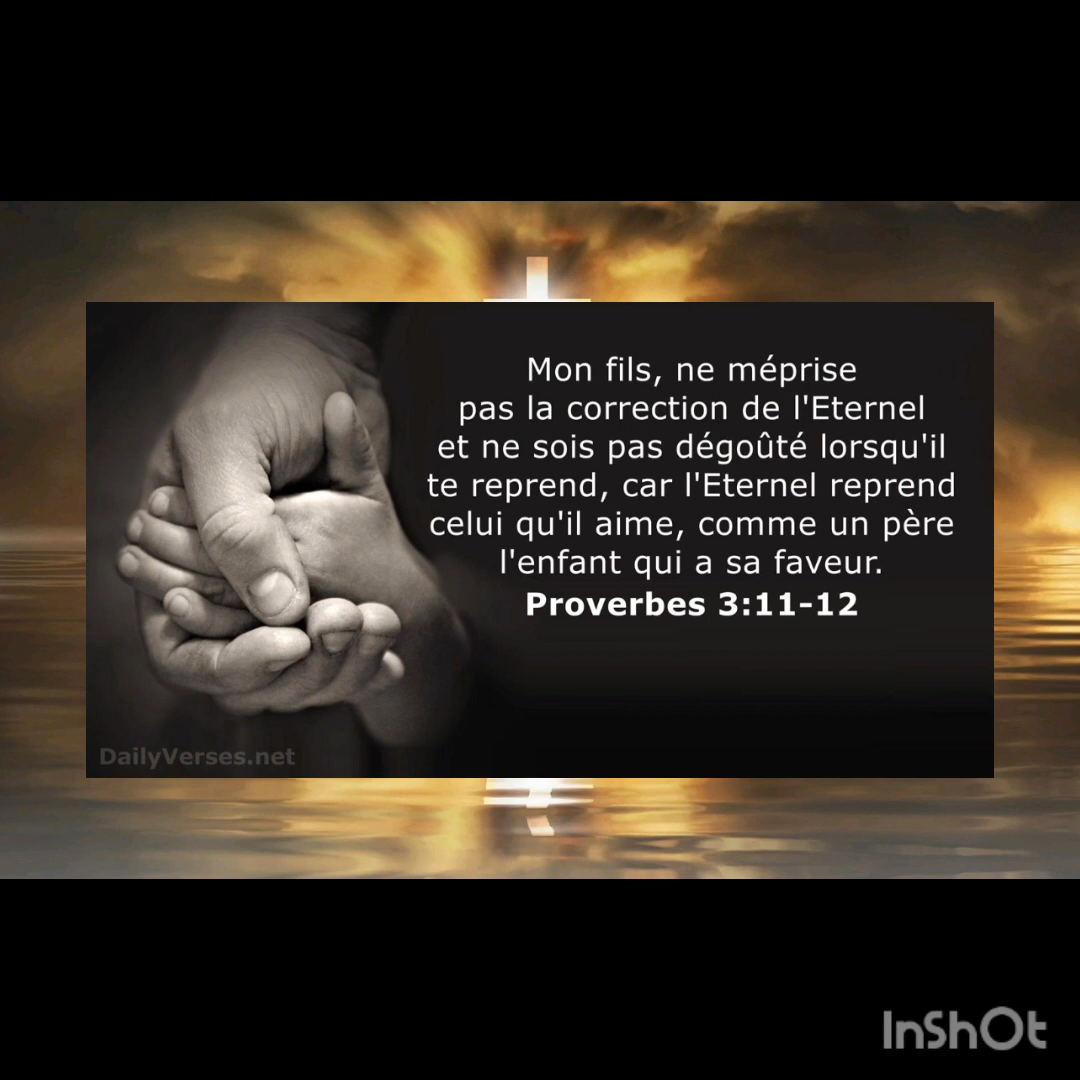 Mon fils, ne méprise
pas la correction de l'Eternel
et ne sois pas dégoûté lorsqu'il
te reprend, car l'Eternel reprend
celui qu'il aime, comme un père
l'enfant qui a sa faveur.
Proverbes 3:11-12
DailyVerses.net
InShOt